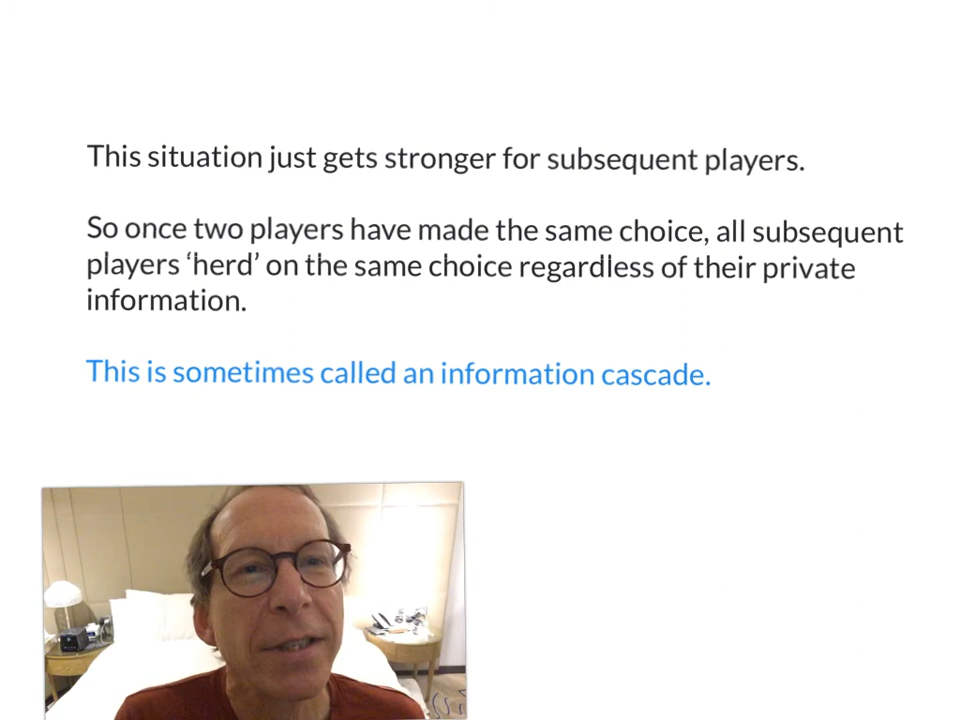 This situation just gets stronger for subsequent players.
So once two players have made the same choice, all subsequent
players ‘herd’ on the same choice regardless of their private
information.
This is sometimes called an information cascade.